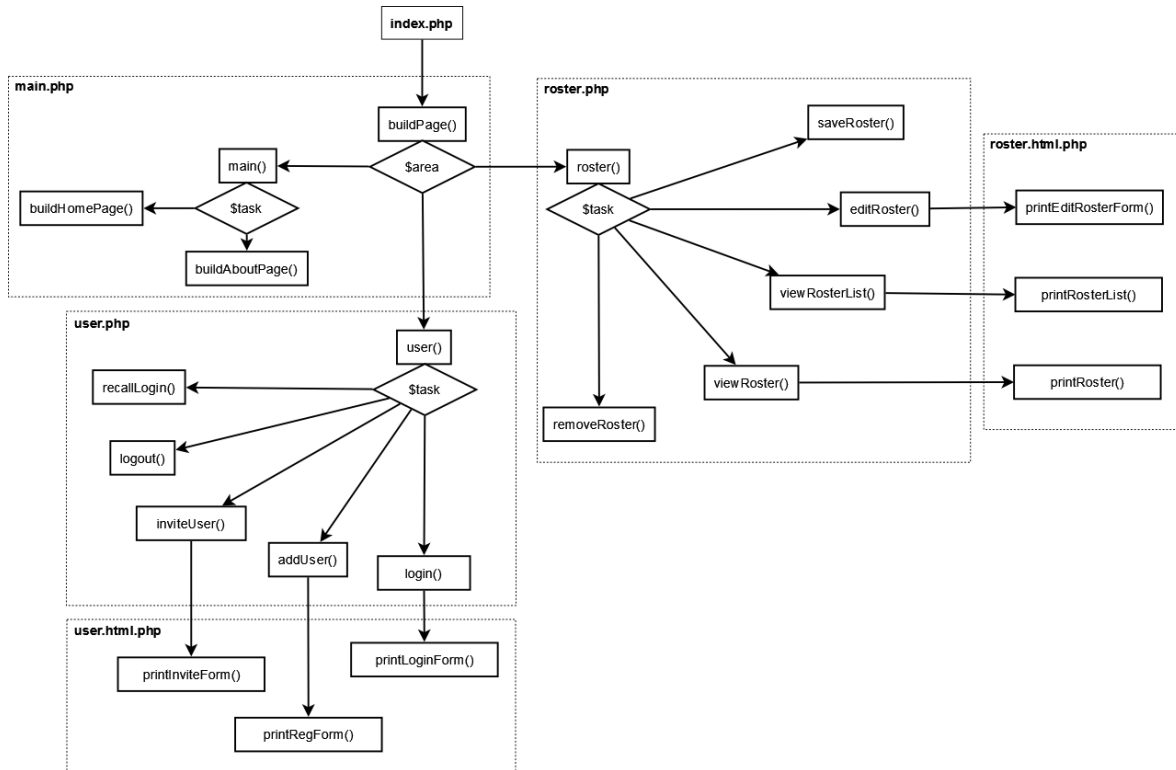 index.php
main.php
buildPage()
$area
main()
$task
buildHomePage()
buildAboutPage()
roster.php
roster()
$task
saveRoster()
editRoster()
viewRosterList()
viewRoster()
removeRoster()
roster.html.php
printEditRosterForm()
printRosterList()
printRoster()
user.php
user()
$task
recallLogin()
logout()
inviteUser()
addUser()
login()
user.html.php
printLoginForm()
printInviteForm()
printRegForm()